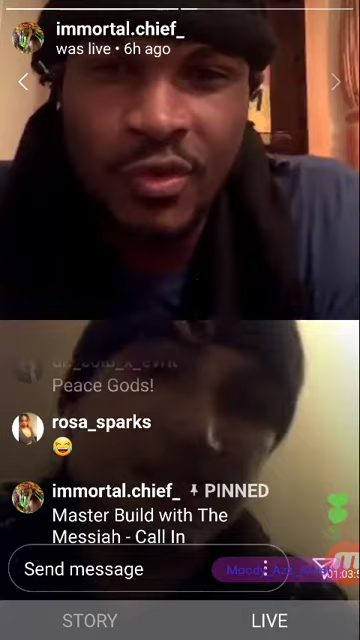 immortal.chief_
was live • 6h ago
Peace Gods!
rosa_sparks
immortal.chief_ PINNED
Master Build with The
Messiah - Call In
Send message
STORY LIVE